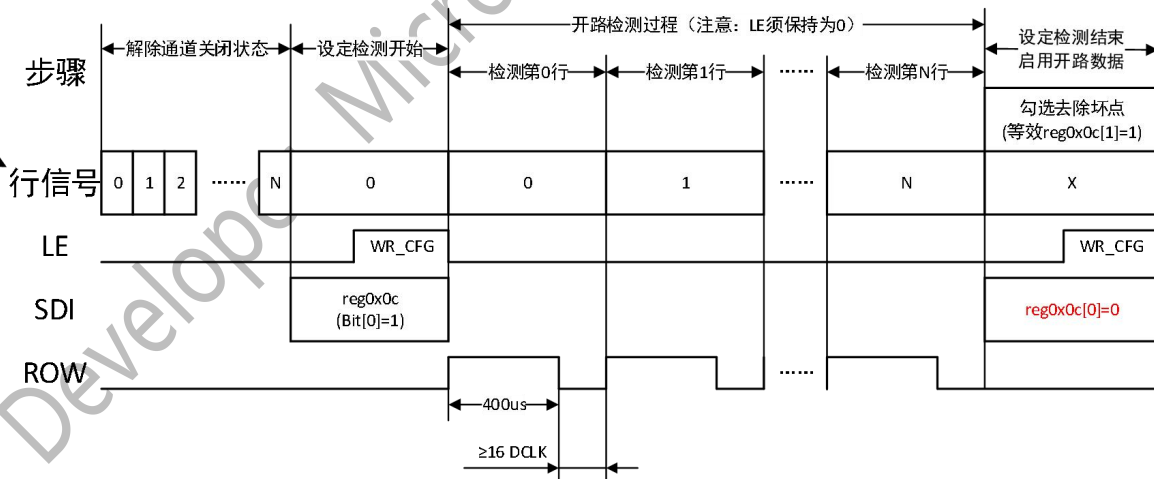 开路检测过程（注意：LE须保持为0）
步骤
解除通道关闭状态
设定检测开始
检测第0行
检测第1行
······
检测第N行
设定检测结束
启用开路数据
勾选去除坏点
(等效reg0x0c[1]=1)
行信号
0
1
2
······
N
0
0
1
······
N
X
LE
WR_CFG
WR_CFG
SDI
reg0x0c
(Bit[0]=1)
reg0x0c[0]=0
ROW
······
400us
≥16 DCLK
Developer Micro